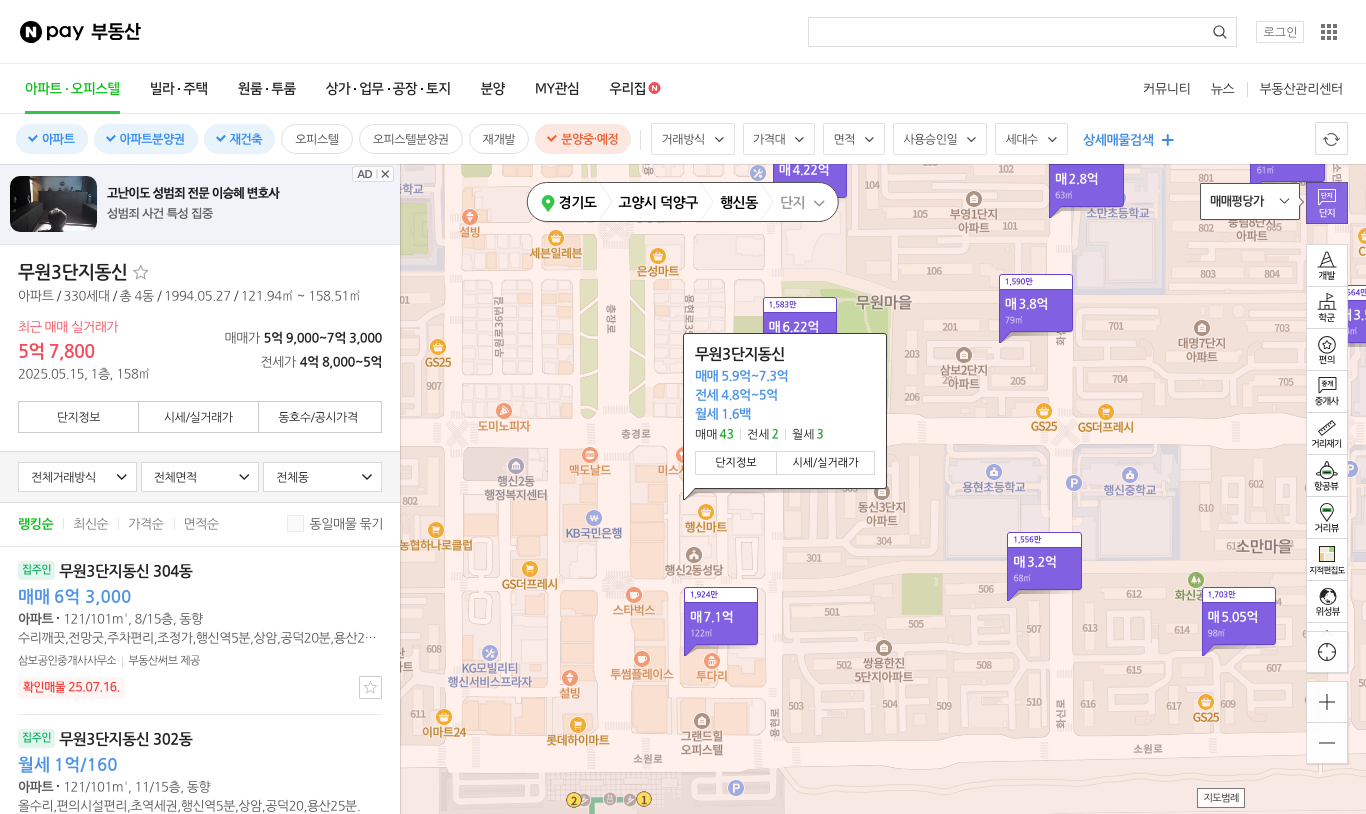 N pay 부동산
로그인
아파트·오피스텔 빌라·주택 원룸·투룸 상가·업무·공장·토지 분양 MY관심 우리집 N
커뮤니티 뉴스 부동산관리센터
아파트 아파트분양권 재건축 오피스텔 오피스텔분양권 재개발 분양중·예정 거래방식 가격대 면적 사용승인일 세대수 상세매물검색
AD
고난이도 성범죄 전문 이승혜 변호사
성범죄 사건 특성 집중
무원3단지동신
아파트 / 330세대 / 총 4동 / 1994.05.27 / 121.94㎡ ~ 158.51㎡
최근 매매 실거래가
5억 7,800
2025.05.15, 1층, 158㎡
매매가 5억 9,000~7억 3,000
전세가 4억 8,000~5억
단지정보 시세/실거래가 동호수/공시가격
전체거래방식 전체면적 전체동
랭킹순 최신순 가격순 면적순 동일매물 묶기
집주인 무원3단지동신 304동
매매 6억 3,000
아파트 · 121/101㎡, 8/15층, 동향
수리깨끗,전망굿,주차편리,조정가,행신역5분,상암,공덕20분,용산2…
삼보공인중개사사무소 부동산써브 제공
확인매물 25.07.16.
집주인 무원3단지동신 302동
월세 1억/160
아파트 · 121/101㎡, 11/15층, 동향
올수리,편의시설편리,초역세권,행신역5분,상암,공덕20,용산25분.
경기도 고양시 덕양구 행신동 단지
매매평당가
단지
단지
개발
학군
편의
중개
중개사
거리재기
항공뷰
거리뷰
지적편집도
위성뷰
지도범례
매 4.22억
매 2.8억
63㎡
61㎡
1,590만
매 3.8억
79㎡
1,583만
매 6.22억
무원3단지동신
매매 5.9억~7.3억
전세 4.8억~5억
월세 1.6백
매매 43 전세 2 월세 3
단지정보 시세/실거래가
1,556만
매 3.2억
68㎡
1,924만
매 7.1억
122㎡
1,703만
매 5.05억
98㎡
등학교
설빙
세븐일레븐
은성마트
104
105
부영1단지
아파트
101
102
103
106
소만초등학교
801
802
805
803
804
아파트
무원마을
무원로36번길
충장로
GS25
907
도미노피자
충경로
203
204
205
206
삼보2단지
아파트
701
704
705
대명7단지
아파트
GS25
GS더프레시
행신2동
행정복지센터
맥도날드
802
농협하나로클럽
KB국민은행
행신마트
행신2동성당
GS더프레시
스타벅스
303
동신3단지
아파트
304
301
용현초등학교
행신중학교
610
소만마을
501
505
502
쌍용한진
5단지아파트
508
507
503
504
509
510
612
613
614
607
615
616
617
GS25
KG모빌리티
행신서비스프라자
설빙
투썸플레이스
투다리
611
이마트24
롯데하이마트
그랜드힐
오피스텔
용현로
화신로
소원로
소원로
2
1